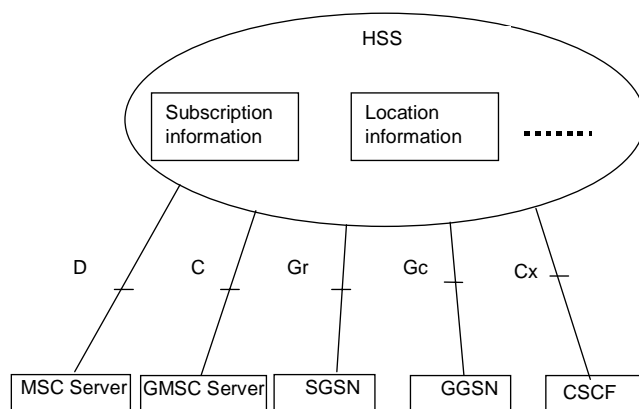 HSS
Subscription
information
Location
information
D
C
Gr
Gc
Cx
MSC Server
GMSC Server
SGSN
GGSN
CSCF